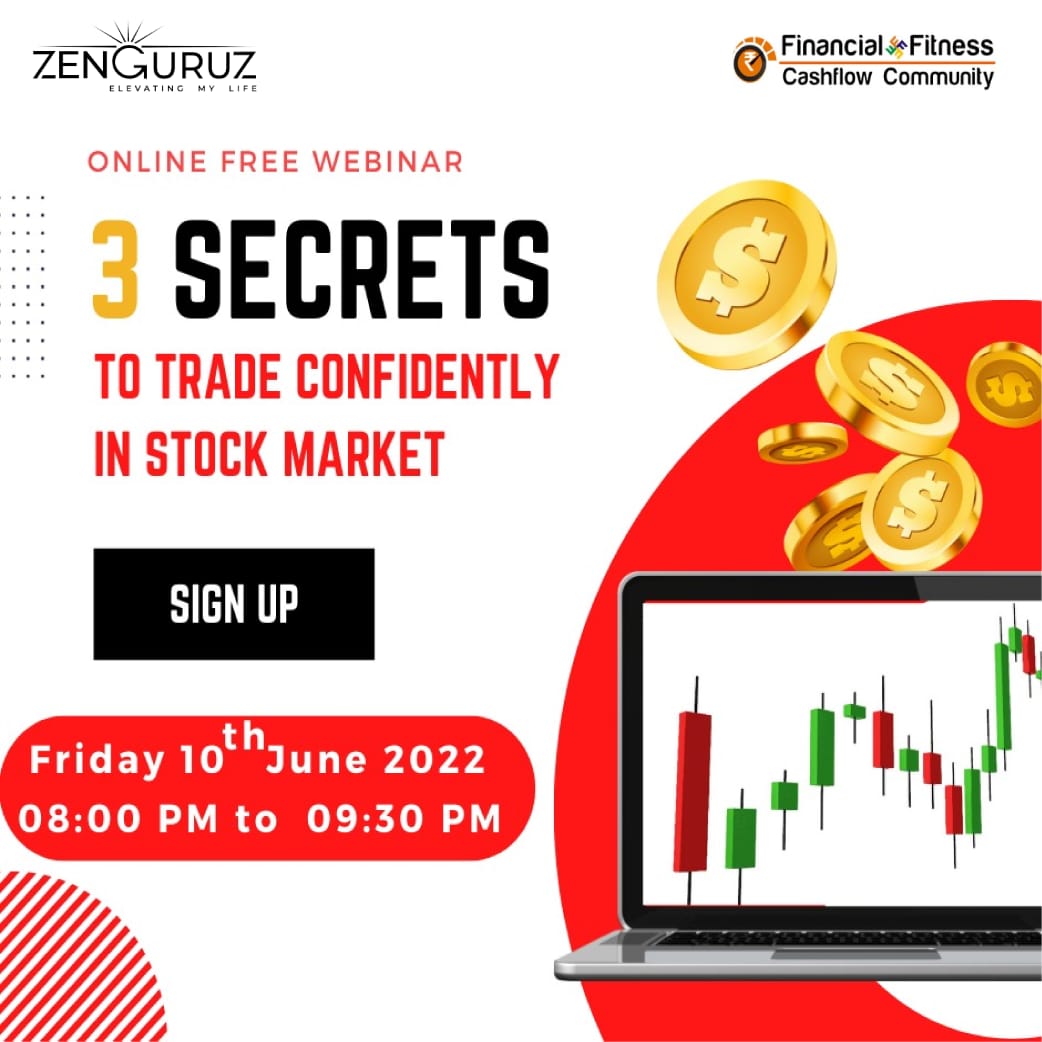 ZENGURUZ
ELEVATING MY LIFE
Financial Fitness
Cashflow Community
ONLINE FREE WEBINAR
3 SECRETS
TO TRADE CONFIDENTLY
IN STOCK MARKET
SIGN UP
Friday 10th June 2022
08:00 PM to 09:30 PM